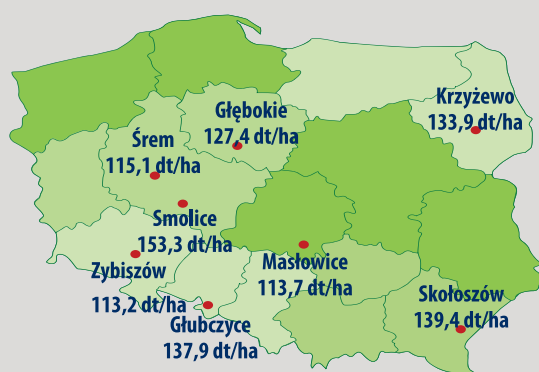 Krzyżewo
133,9 dt/ha
Głębokie
127,4 dt/ha
Śrem
115,1 dt/ha
Smolice
153,3 dt/ha
Zybiszów
113,2 dt/ha
Masłowice
113,7 dt/ha
Skołoszów
139,4 dt/ha
Głubczyce
137,9 dt/ha